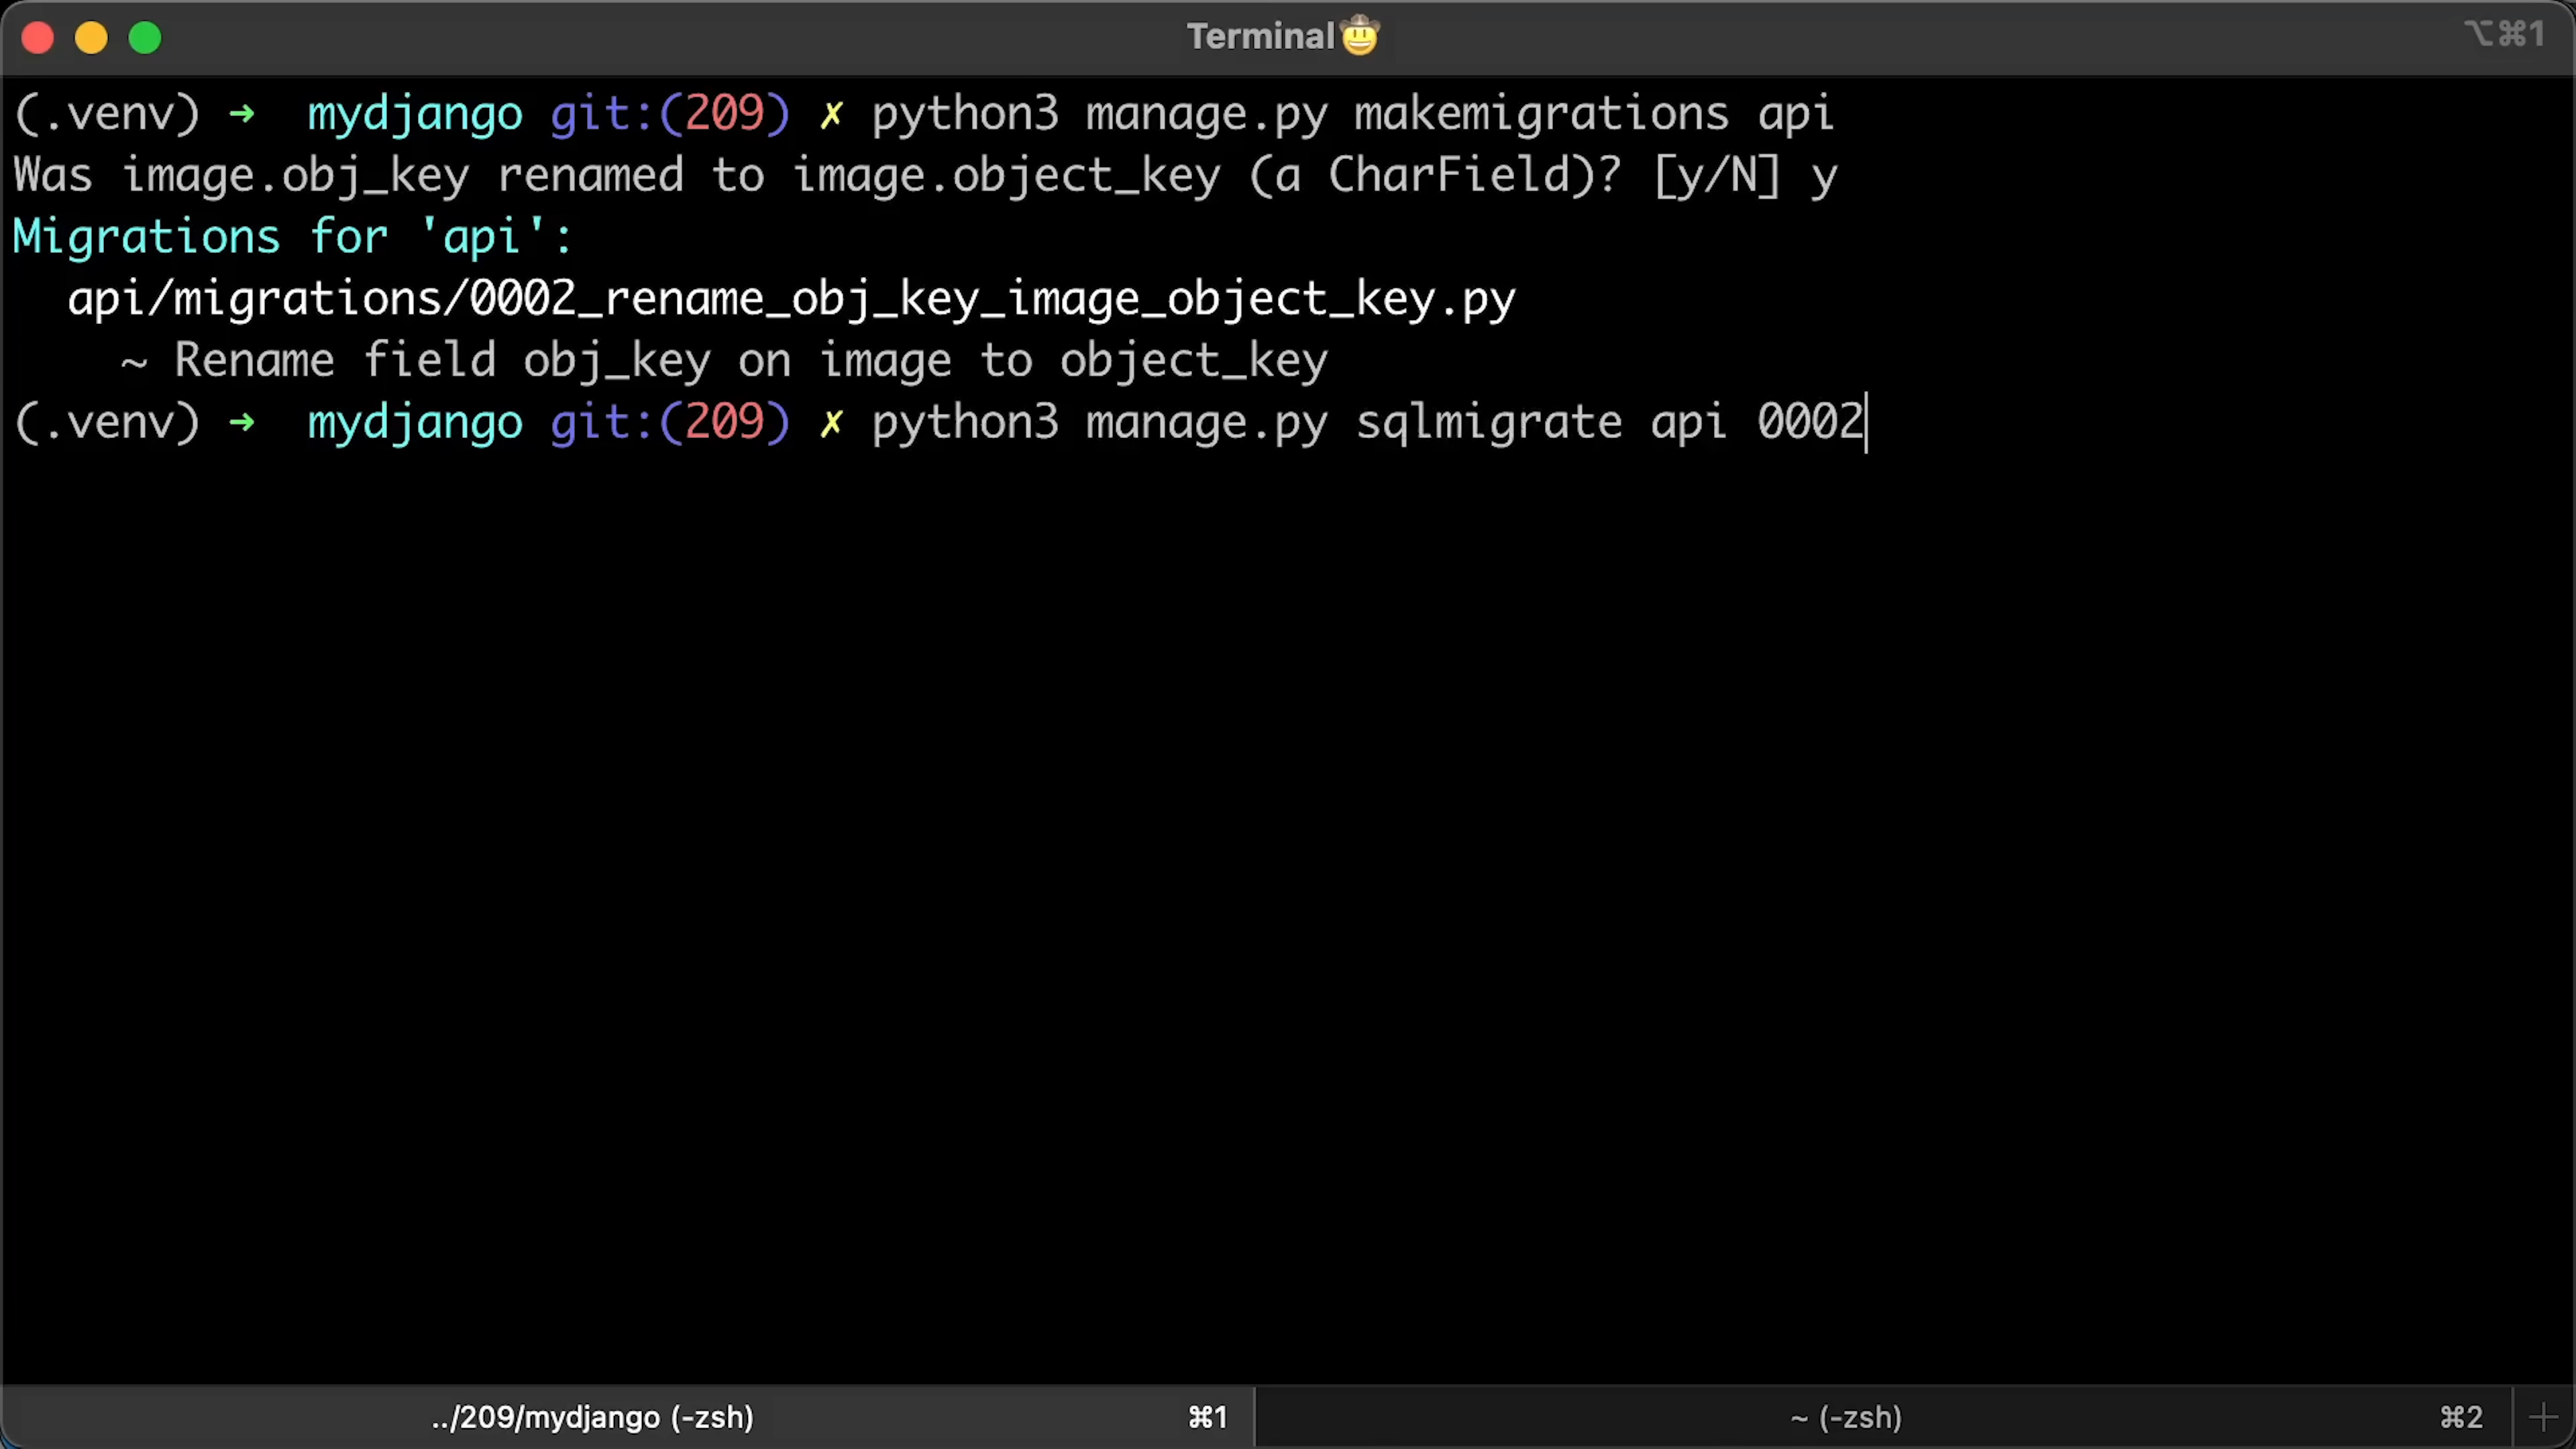 Terminal🤠
⌥⌘1
(.venv) ➜  mydjango git:(209) ✗ python3 manage.py makemigrations api
Was image.obj_key renamed to image.object_key (a CharField)? [y/N] y
Migrations for 'api':
  api/migrations/0002_rename_obj_key_image_object_key.py
    ~ Rename field obj_key on image to object_key
(.venv) ➜  mydjango git:(209) ✗ python3 manage.py sqlmigrate api 0002
../209/mydjango (-zsh) ⌘1
~ (-zsh) ⌘2